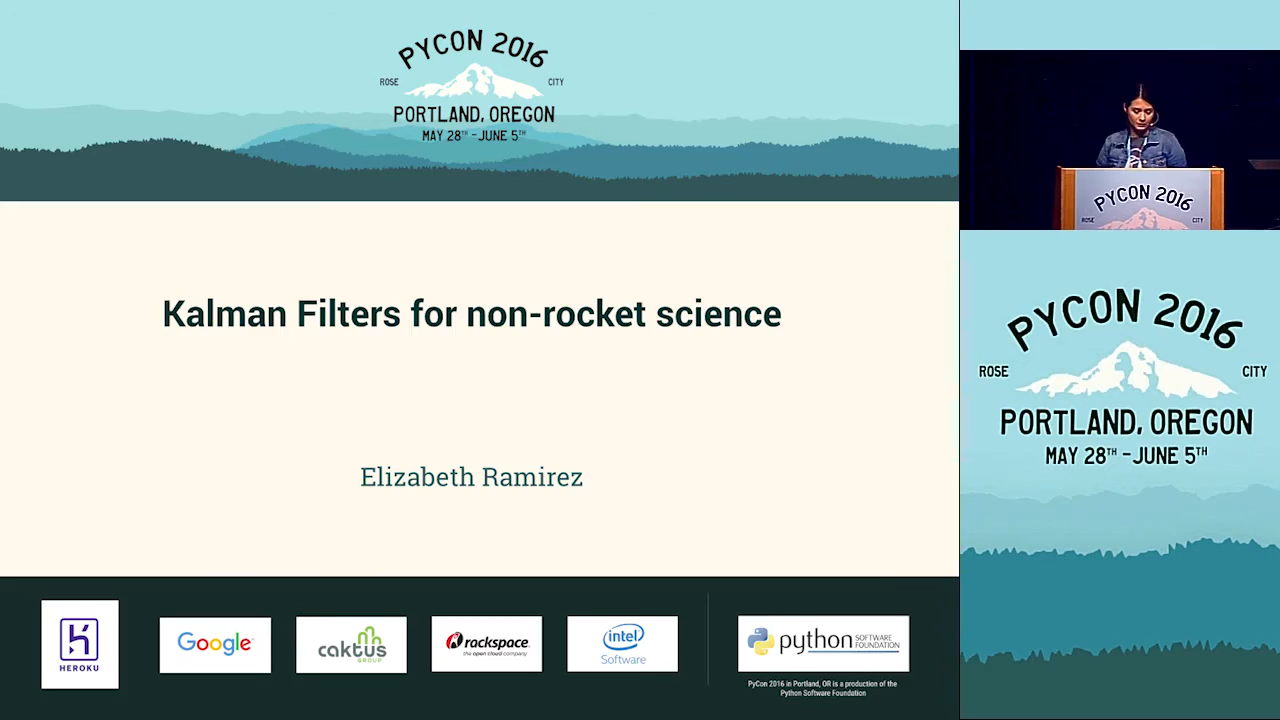 PYCON 2016
ROSE CITY
PORTLAND, OREGON
MAY 28TH - JUNE 5TH
Kalman Filters for non-rocket science
Elizabeth Ramirez
HEROKU
Google
caktus
GROUP
rackspace.
the open cloud company
intel
Software
python SOFTWARE
FOUNDATION
PyCon 2016 in Portland, OR is a production of the
Python Software Foundation
PYCON 2016
ROSE CITY
PYCON 2016
ROSE CITY
PORTLAND, OREGON
MAY 28TH - JUNE 5TH